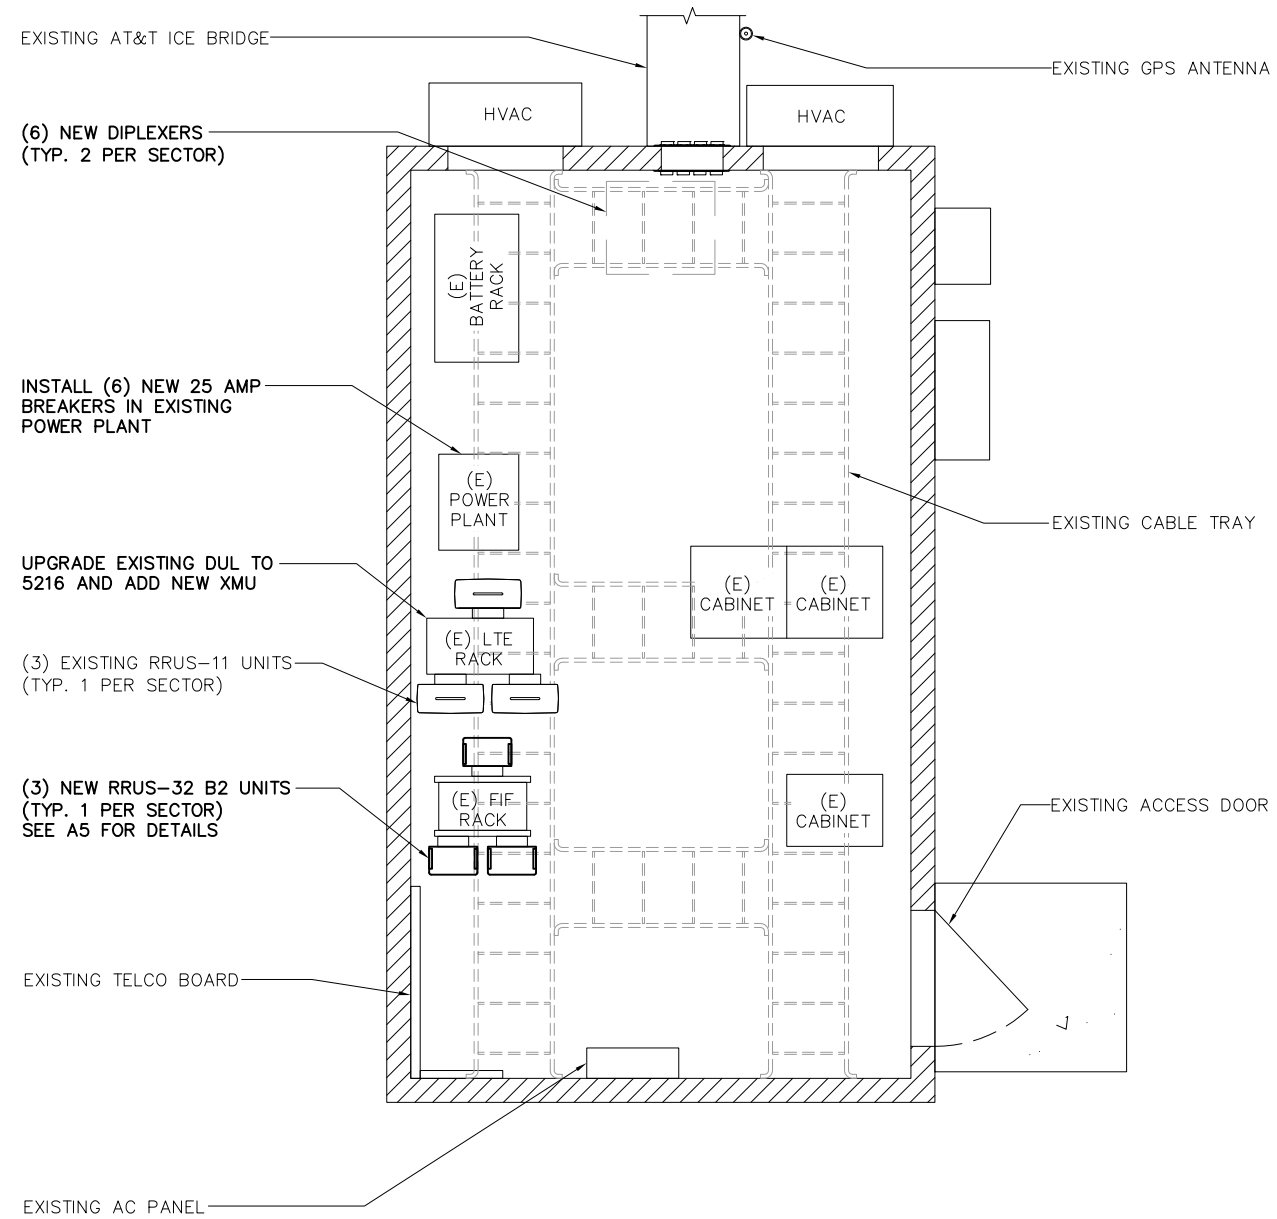 EXISTING AT&T ICE BRIDGE
EXISTING GPS ANTENNA
HVAC
HVAC
(6) NEW DIPLEXERS
(TYP. 2 PER SECTOR)
(E)
BATTERY
RACK
INSTALL (6) NEW 25 AMP
BREAKERS IN EXISTING
POWER PLANT
(E)
POWER
PLANT
EXISTING CABLE TRAY
UPGRADE EXISTING DUL TO
5216 AND ADD NEW XMU
(E)
CABINET
(E)
CABINET
(E) LTE
RACK
(3) EXISTING RRUS-11 UNITS
(TYP. 1 PER SECTOR)
(3) NEW RRUS-32 B2 UNITS
(TYP. 1 PER SECTOR)
SEE A5 FOR DETAILS
(E) FIF
RACK
(E)
CABINET
EXISTING ACCESS DOOR
EXISTING TELCO BOARD
EXISTING AC PANEL